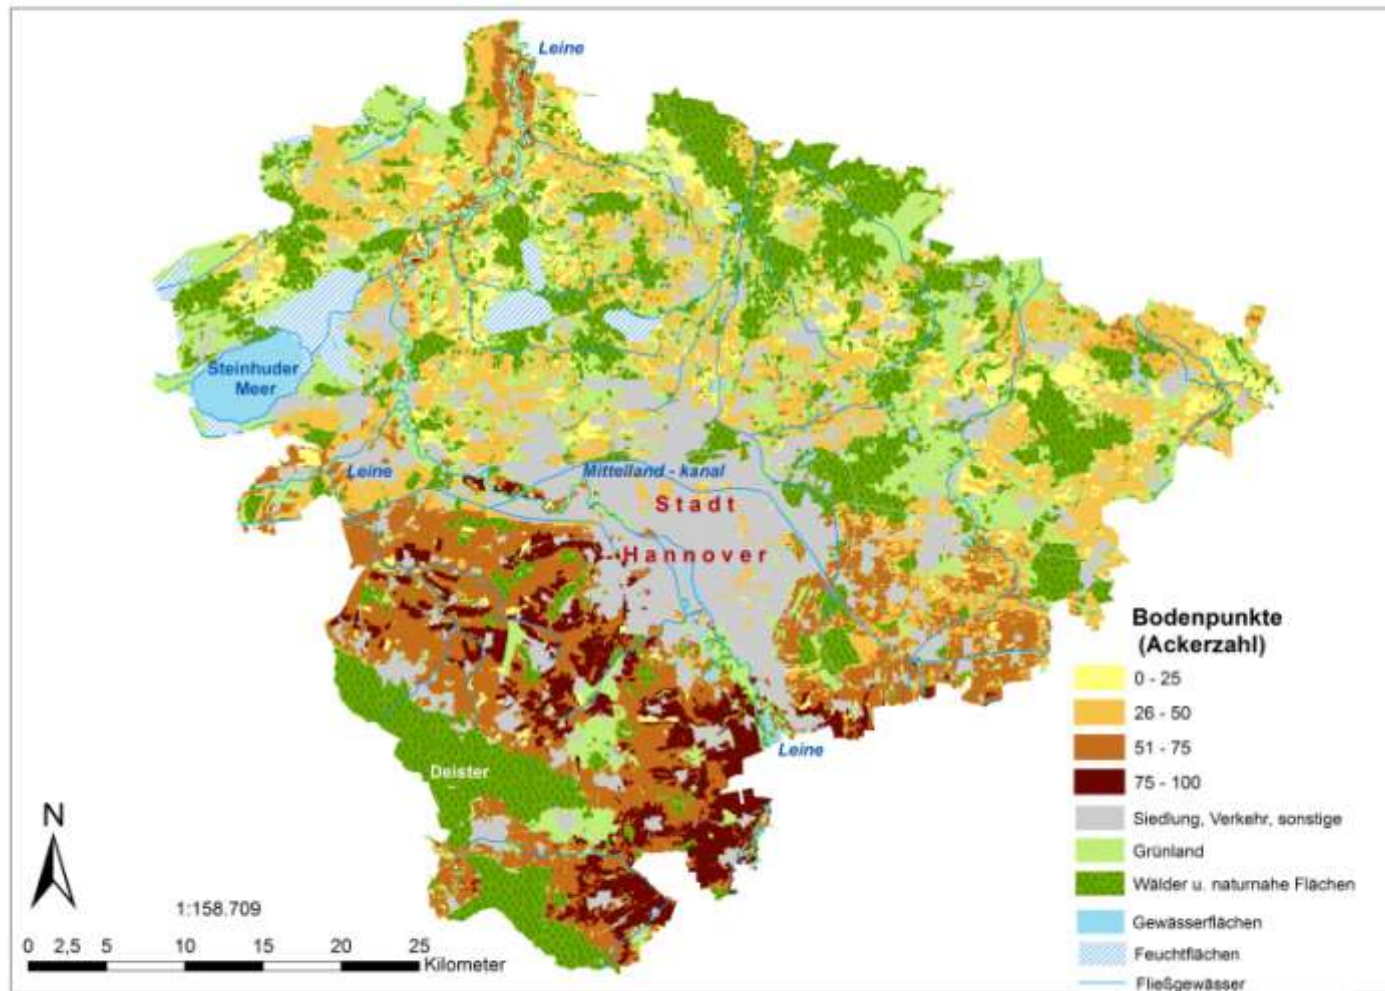 Leine
Steinhuder
Meer
Leine
Mittelland - kanal
Stadt
Hannover
Leine
Deister
Bodenpunkte
(Ackerzahl)
0 - 25
26 - 50
51 - 75
75 - 100
Siedlung, Verkehr, sonstige
Grünland
Wälder u. naturnahe Flächen
Gewässerflächen
Feuchtflächen
Fließgewässer
N
1:158.709
0 2,5 5 10 15 20 25
Kilometer